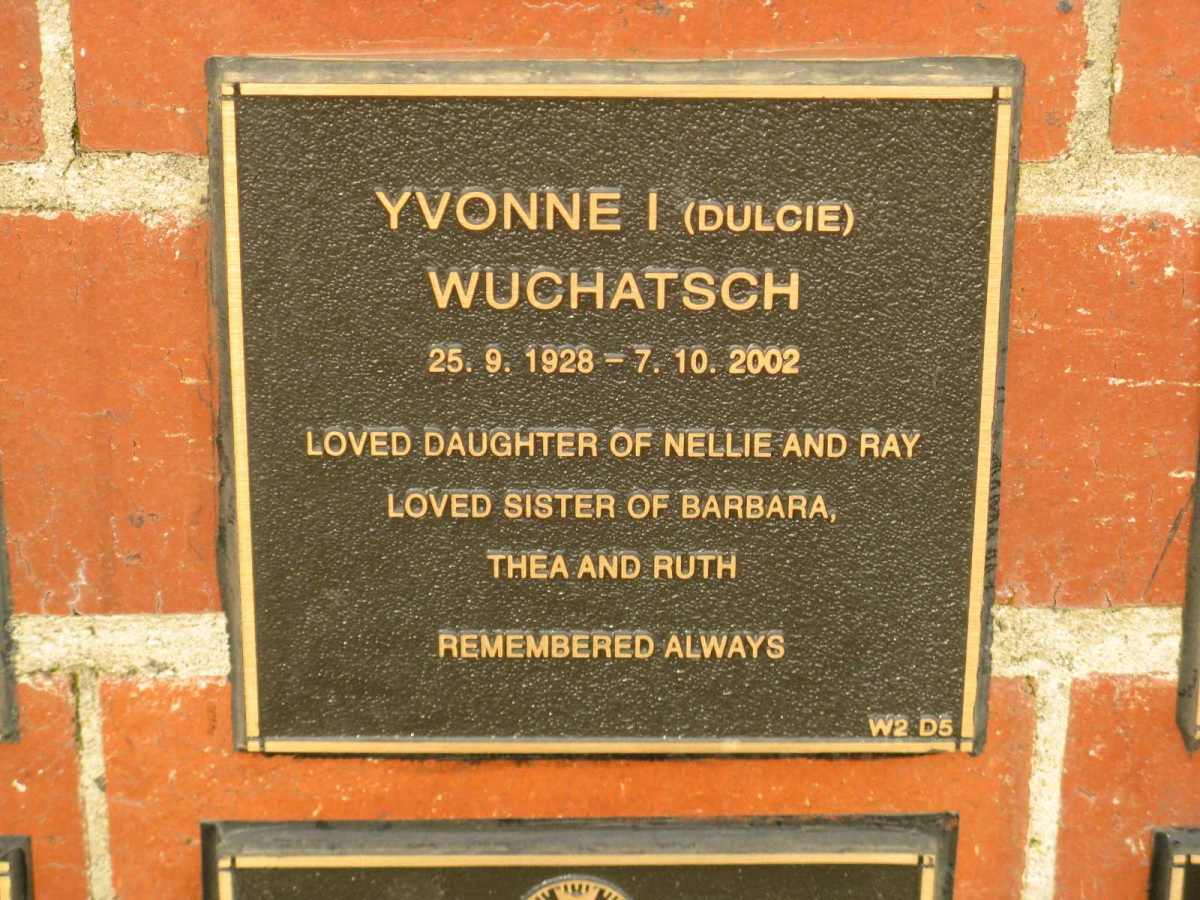 YVONNE I (DULCIE)
WUCHATSCH
25. 9. 1928 – 7. 10. 2002
LOVED DAUGHTER OF NELLIE AND RAY
LOVED SISTER OF BARBARA,
THEA AND RUTH
REMEMBERED ALWAYS
W2 D5